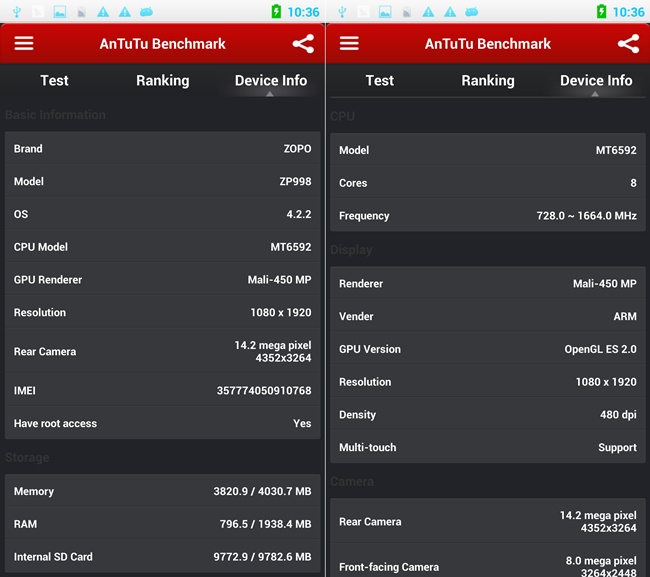 10:36
AnTuTu Benchmark
Test Ranking Device Info
Basic Information
Brand ZOPO
Model ZP998
OS 4.2.2
CPU Model MT6592
GPU Renderer Mali-450 MP
Resolution 1080 x 1920
Rear Camera 14.2 mega pixel
4352x3264
IMEI 357774050910768
Have root access Yes
Storage
Memory 3820.9 / 4030.7 MB
RAM 796.5 / 1938.4 MB
Internal SD Card 9772.9 / 9782.6 MB
10:36
AnTuTu Benchmark
Test Ranking Device Info
CPU
Model MT6592
Cores 8
Frequency 728.0 ~ 1664.0 MHz
Display
Renderer Mali-450 MP
Vender ARM
GPU Version OpenGL ES 2.0
Resolution 1080 x 1920
Density 480 dpi
Multi-touch Support
Camera
Rear Camera 14.2 mega pixel
4352x3264
Front-facing Camera 8.0 mega pixel
3264x2448